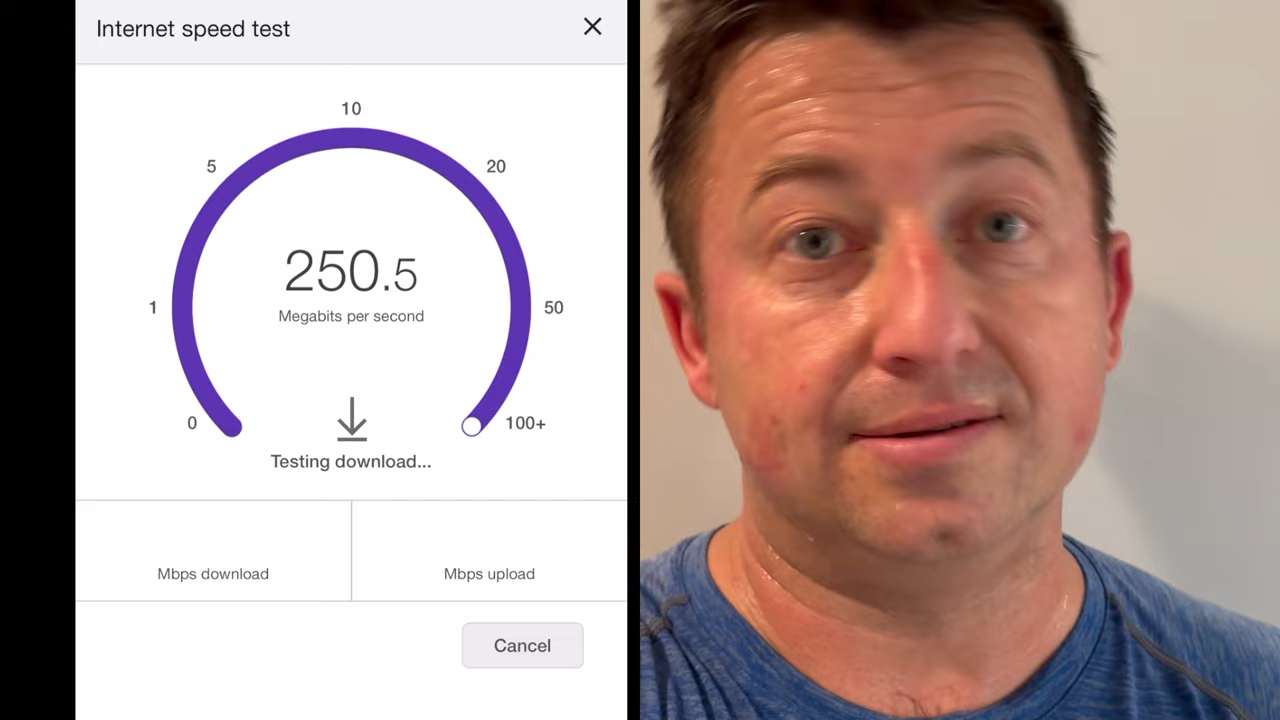 Internet speed test
10
5
20
250.5
Megabits per second
1
50
0
100+
Testing download...
Mbps download
Mbps upload
Cancel